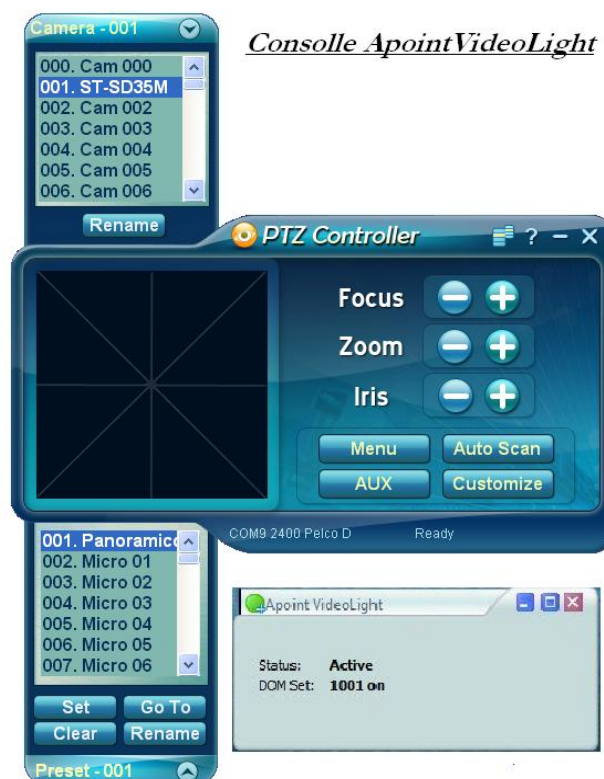 Camera - 001
Consolle ApointVideoLight
000. Cam 000
001. ST-SD35M
002. Cam 002
003. Cam 003
004. Cam 004
005. Cam 005
006. Cam 006
Rename
PTZ Controller
?
Focus
Zoom
Iris
Menu
Auto Scan
AUX
Customize
COM9 2400 Pelco D
Ready
001. Panoramico
002. Micro 01
003. Micro 02
004. Micro 03
005. Micro 04
006. Micro 05
007. Micro 06
Set
Go To
Clear
Rename
Preset - 001
Apoint VideoLight
Status: Active
DOM Set: 1001 on